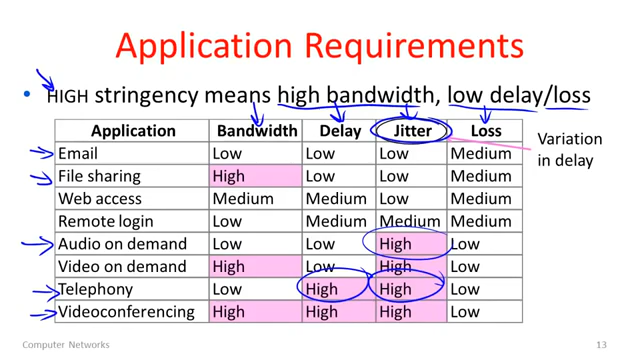 Application Requirements
• HIGH stringency means high bandwidth, low delay/loss
Application Bandwidth Delay Jitter Loss
Email Low Low Low Medium
File sharing High Low Low Medium
Web access Medium Medium Low Medium
Remote login Low Medium Medium Medium
Audio on demand Low Low High Low
Video on demand High Low High Low
Telephony Low High High Low
Videoconferencing High High High Low
Variation
in delay
Computer Networks 13